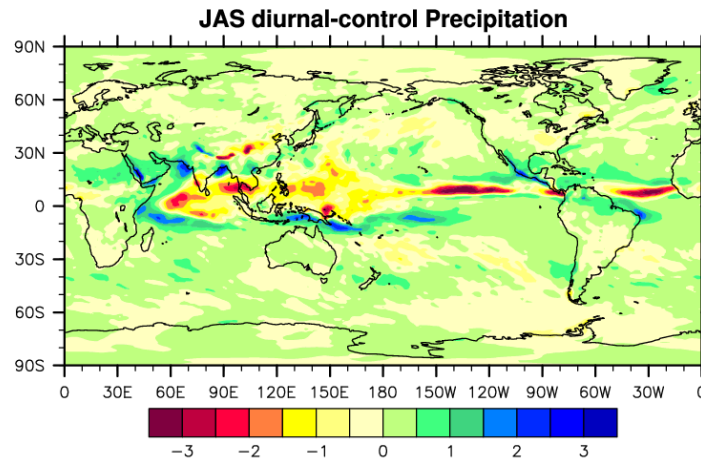 JAS diurnal-control Precipitation
90N
60N
30N
0
30S
60S
90S
0 30E 60E 90E 120E 150E 180 150W 120W 90W 60W 30W 0
−3 −2 −1 0 1 2 3